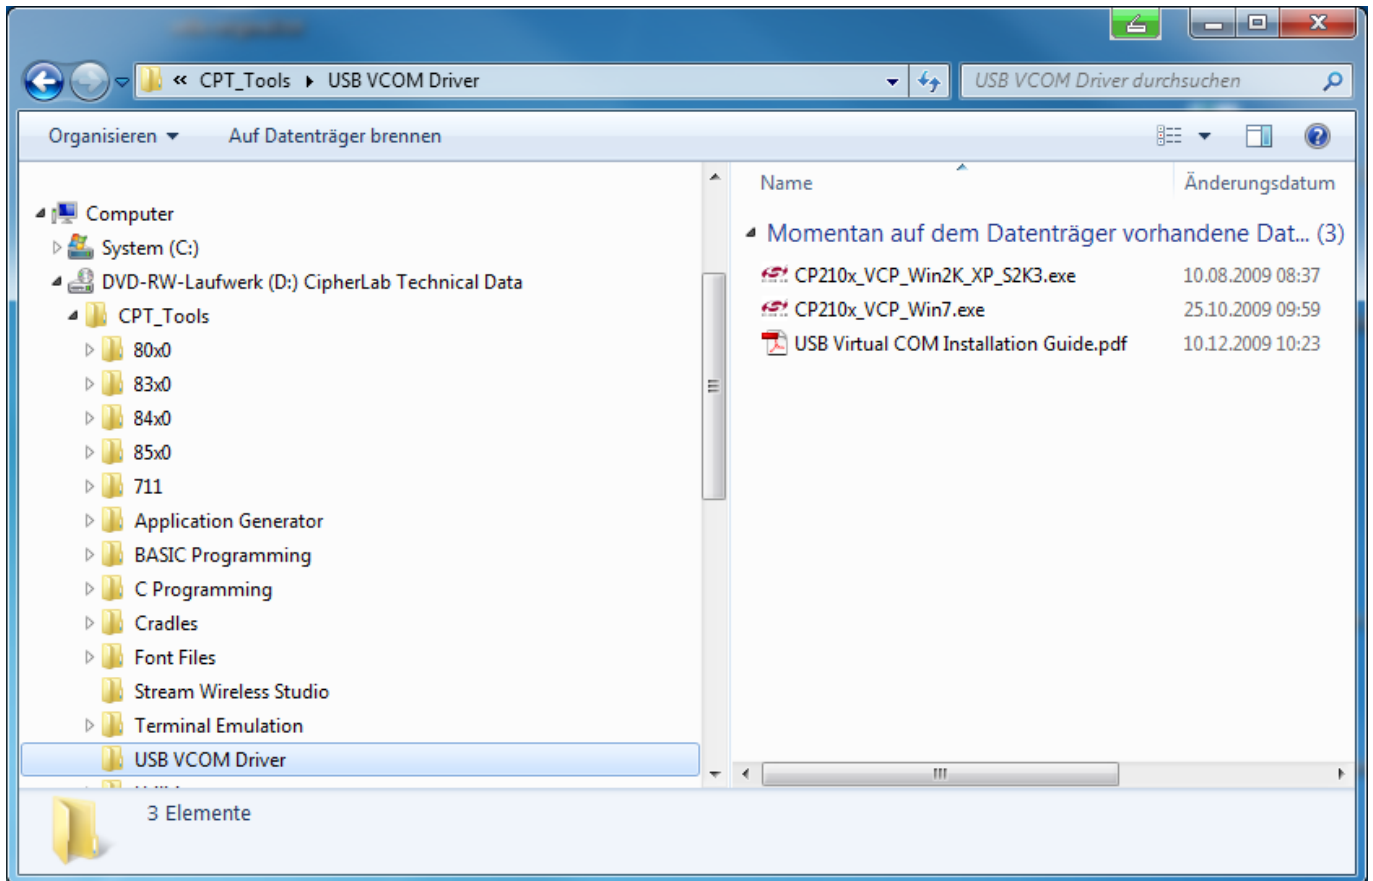 « CPT_Tools ▸ USB VCOM Driver
USB VCOM Driver durchsuchen
Organisieren
Auf Datenträger brennen
Computer
System (C:)
DVD-RW-Laufwerk (D:) CipherLab Technical Data
CPT_Tools
80x0
83x0
84x0
85x0
711
Application Generator
BASIC Programming
C Programming
Cradles
Font Files
Stream Wireless Studio
Terminal Emulation
USB VCOM Driver
Name Änderungsdatum
Momentan auf dem Datenträger vorhandene Dat... (3)
CP210x_VCP_Win2K_XP_S2K3.exe 10.08.2009 08:37
CP210x_VCP_Win7.exe 25.10.2009 09:59
USB Virtual COM Installation Guide.pdf 10.12.2009 10:23
3 Elemente